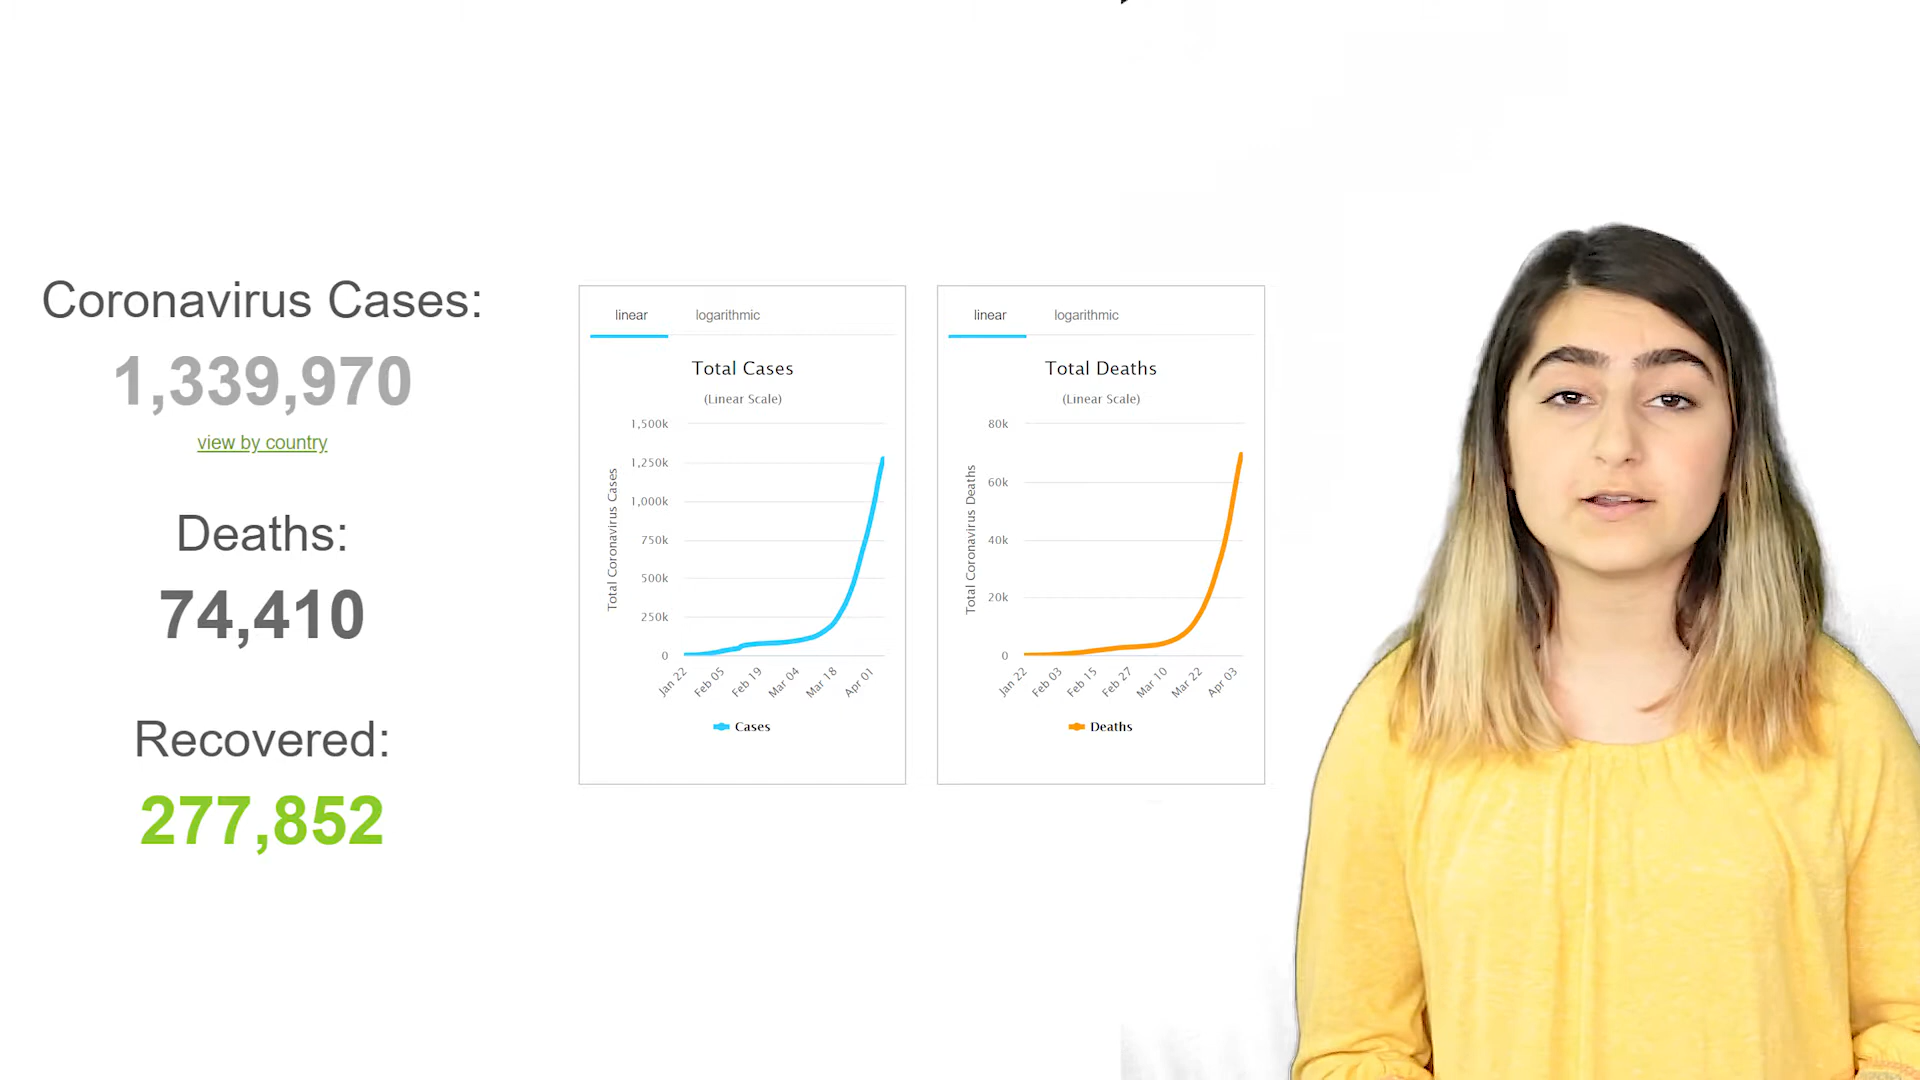 Coronavirus Cases:
1,339,970
view by country
Deaths:
74,410
Recovered:
277,852
linear
logarithmic
Total Cases
(Linear Scale)
Total Coronavirus Cases
1,500k
1,250k
1,000k
750k
500k
250k
0
Jan 22
Feb 05
Feb 19
Mar 04
Mar 18
Apr 01
Cases
linear
logarithmic
Total Deaths
(Linear Scale)
Total Coronavirus Deaths
80k
60k
40k
20k
0
Jan 22
Feb 03
Feb 15
Feb 27
Mar 10
Mar 22
Apr 03
Deaths